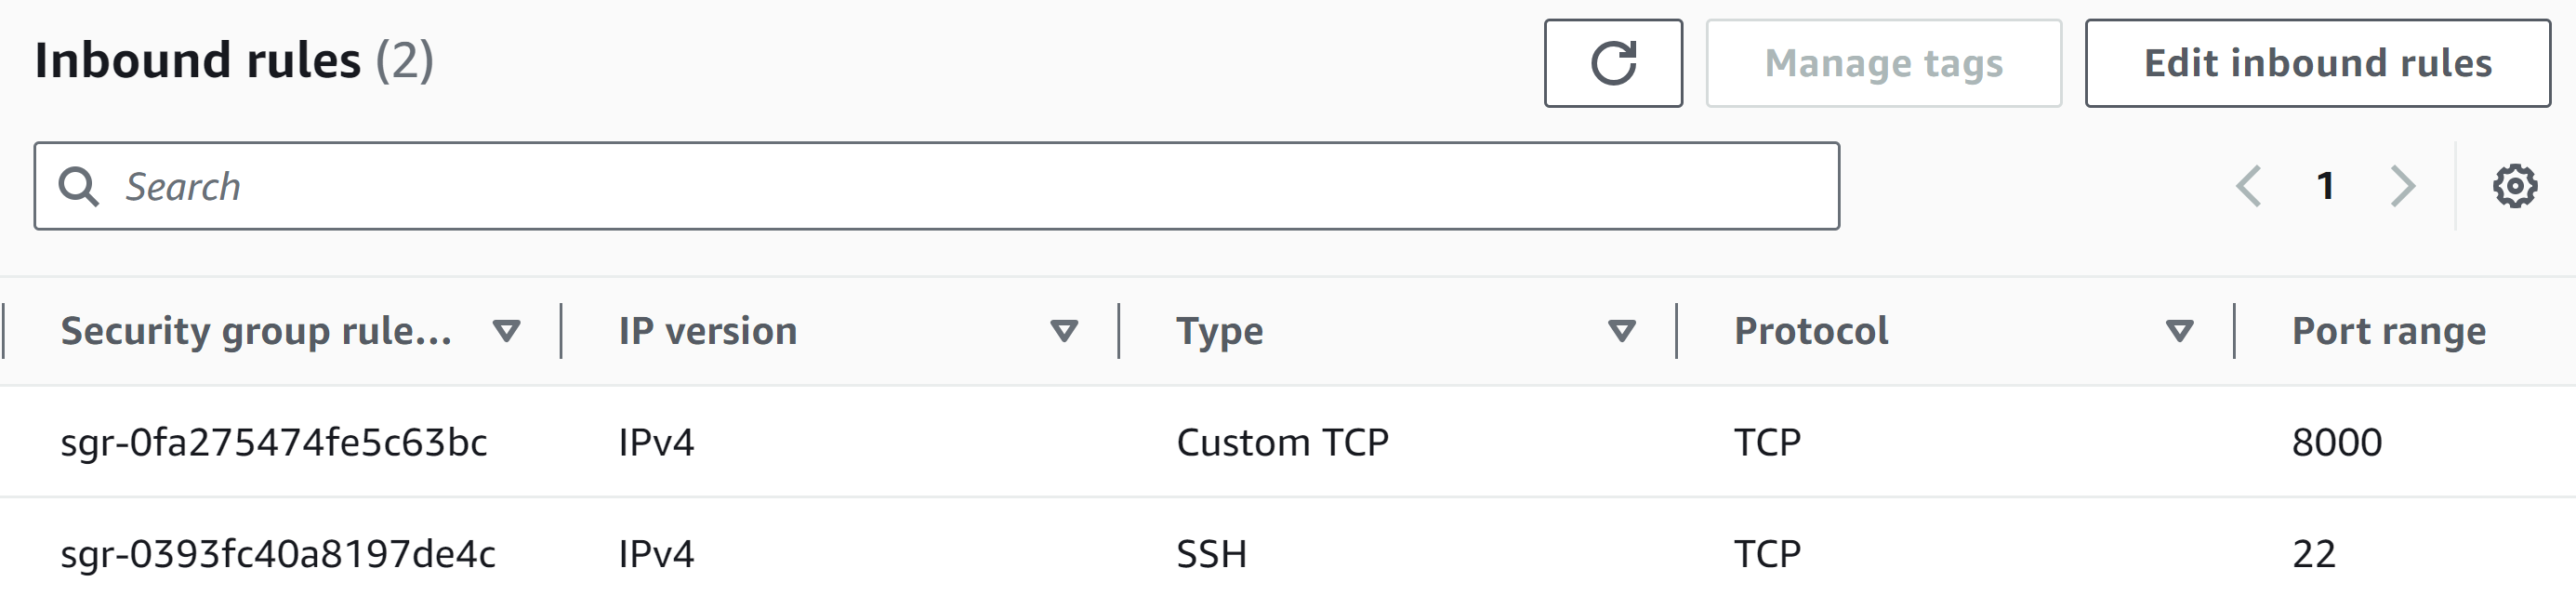 Inbound rules (2)
Manage tags
Edit inbound rules
Search
1
Security group rule... IP version Type Protocol Port range
sgr-0fa275474fe5c63bc IPv4 Custom TCP TCP 8000
sgr-0393fc40a8197de4c IPv4 SSH TCP 22